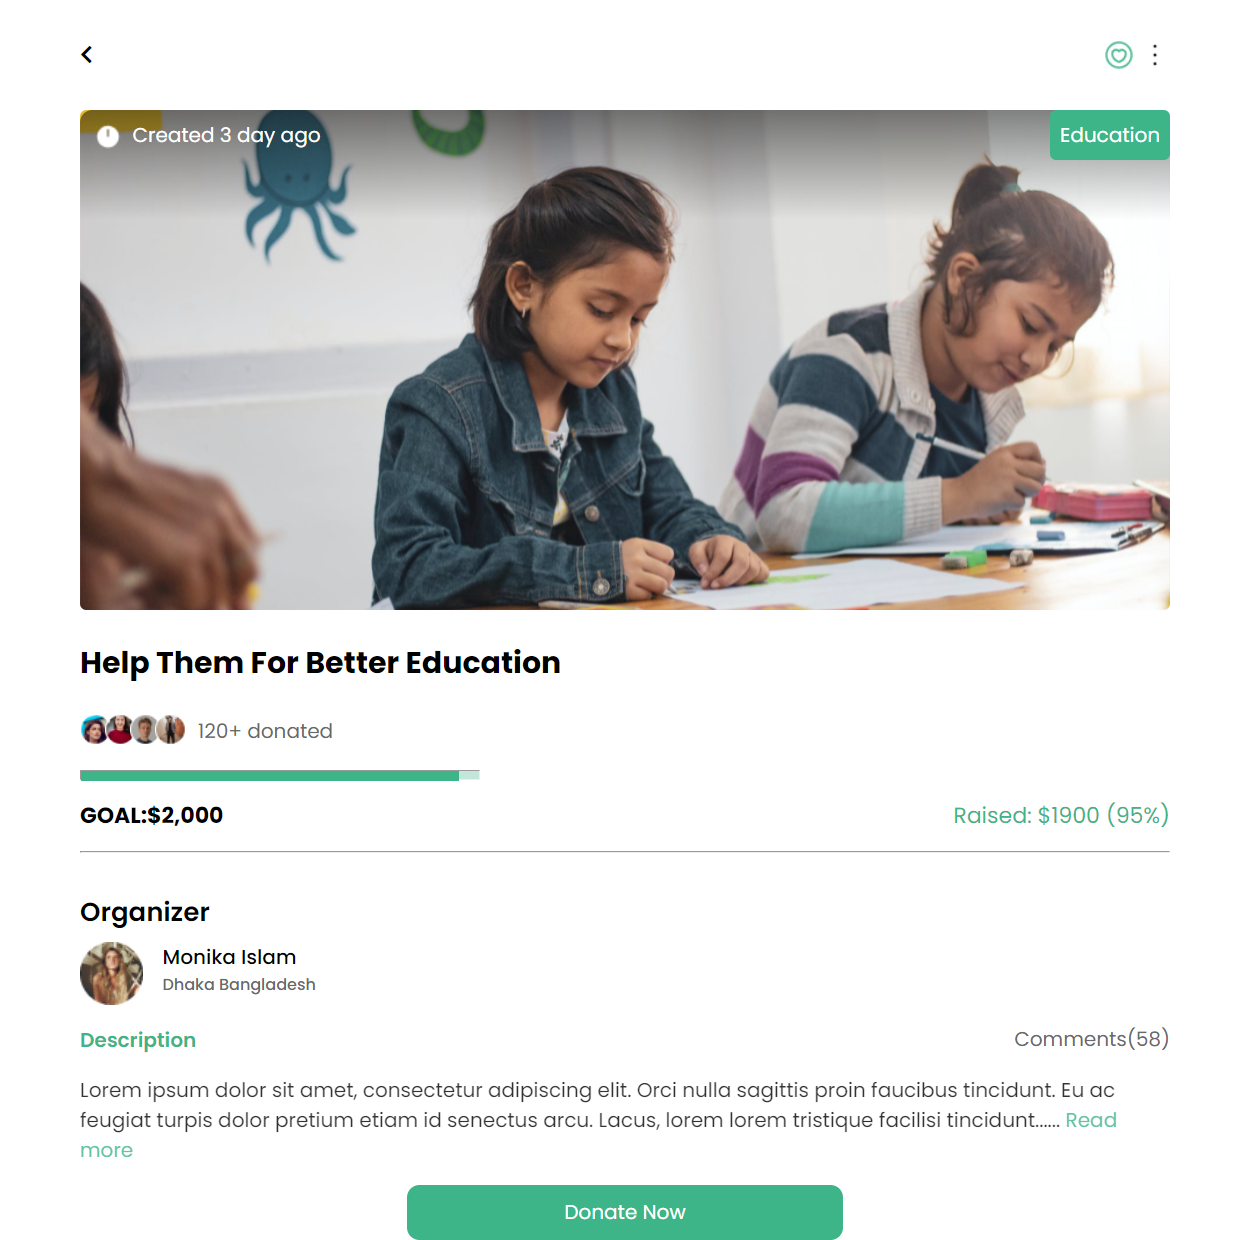 Created 3 day ago
Education
Help Them For Better Education
120+ donated
GOAL:$2,000
Raised: $1900 (95%)
Organizer
Monika Islam
Dhaka Bangladesh
Description
Comments(58)
Lorem ipsum dolor sit amet, consectetur adipiscing elit. Orci nulla sagittis proin faucibus tincidunt. Eu ac
feugiat turpis dolor pretium etiam id senectus arcu. Lacus, lorem lorem tristique facilisi tincidunt...... Read
more
Donate Now